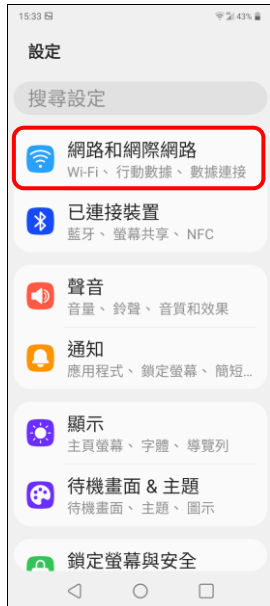 15:33 43%
設定
搜尋設定
網路和網際網路
Wi-Fi、行動數據、數據連接
已連接裝置
藍牙、螢幕共享、NFC
聲音
音量、鈴聲、音質和效果
通知
應用程式、鎖定螢幕、簡短...
顯示
主頁螢幕、字體、導覽列
待機畫面 & 主題
待機畫面、主題、圖示
鎖定螢幕與安全